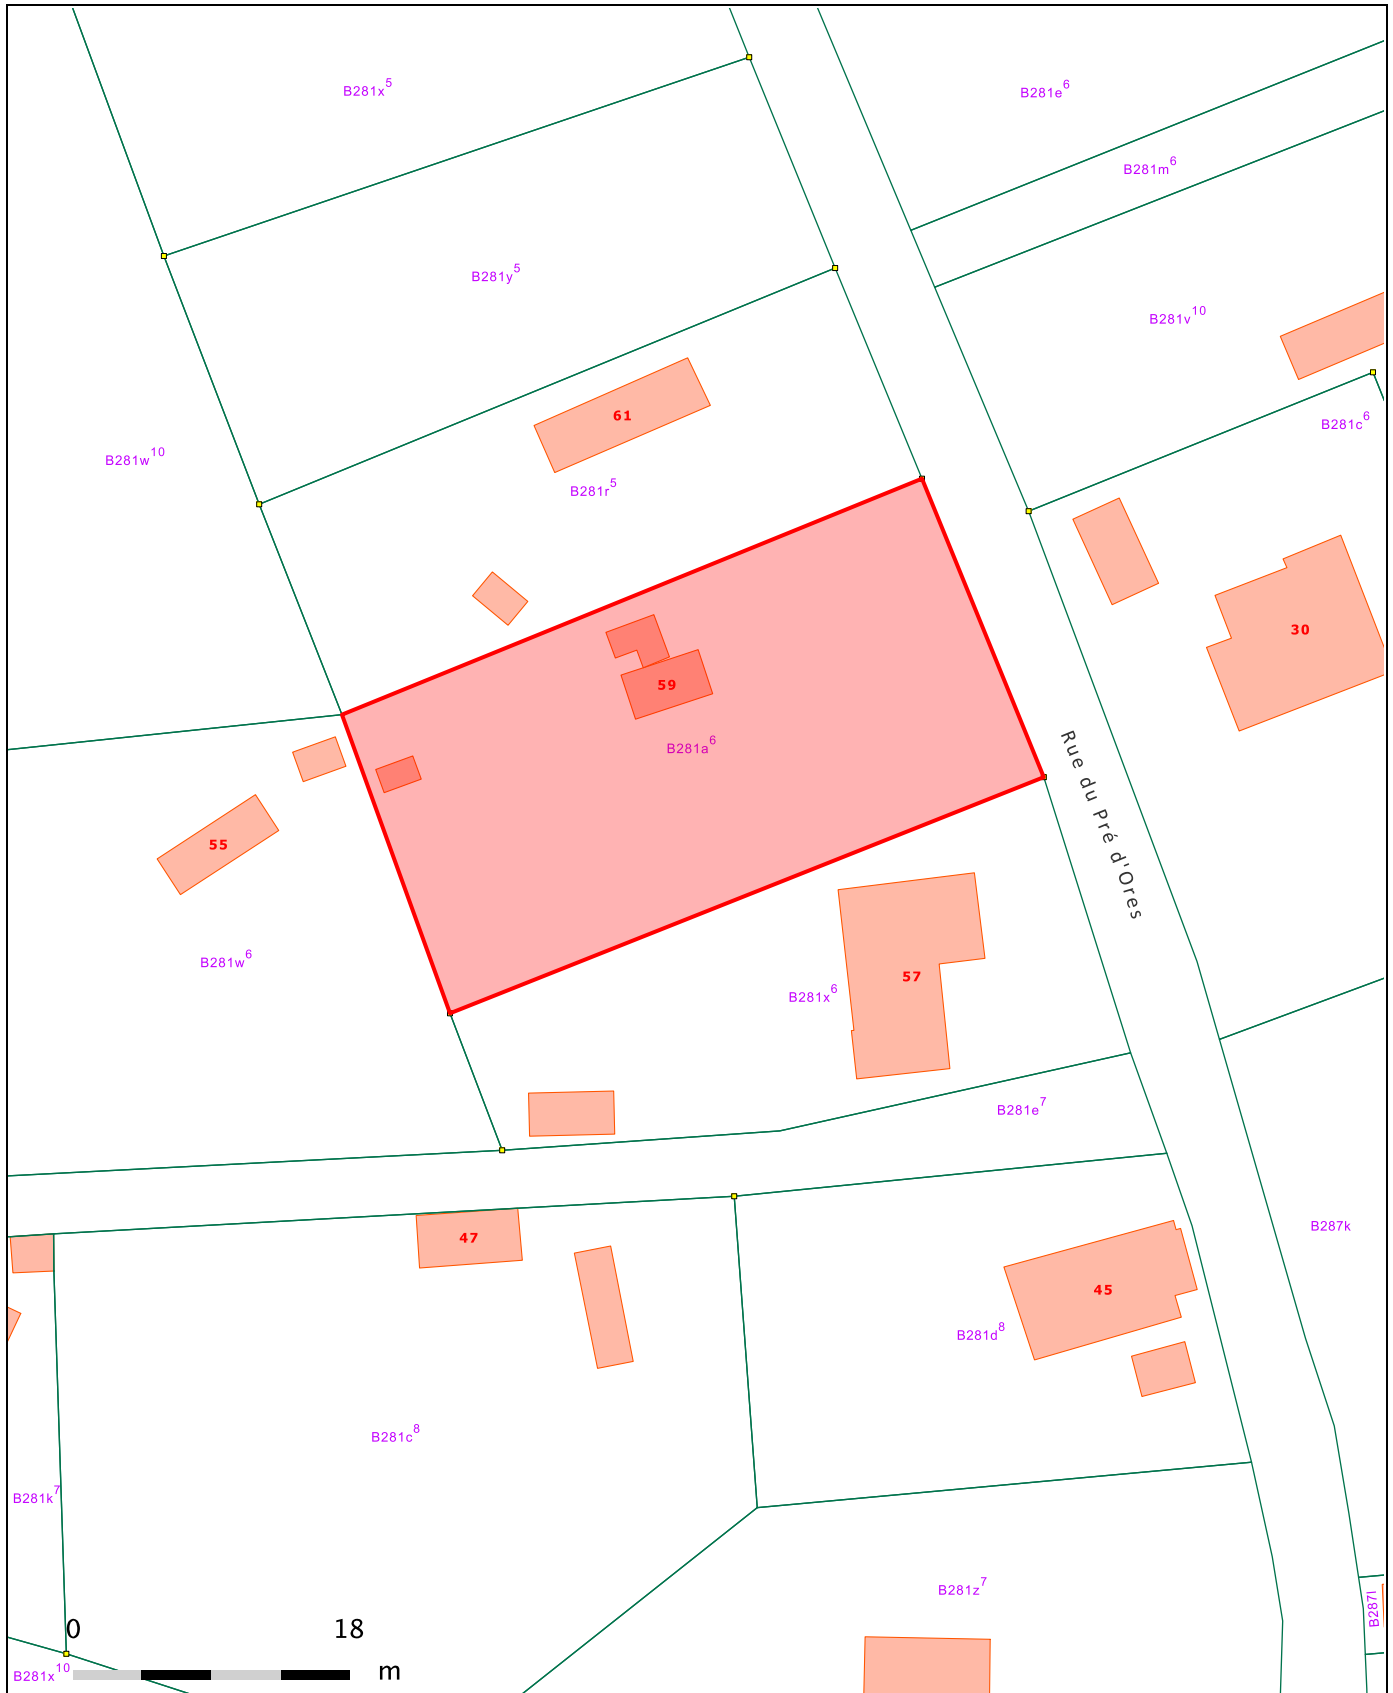 B281x⁵
B281e⁶
B281m⁶
B281y⁵
B281v¹⁰
61
B281c⁶
B281w¹⁰
B281r⁵
30
59
B281a⁶
Rue du Pré d'Ores
55
B281w⁶
57
B281x⁶
B281e⁷
47
B287k
45
B281d⁸
B281c⁸
B281k⁷
B281z⁷
B287l
0 18
m
B281x¹⁰